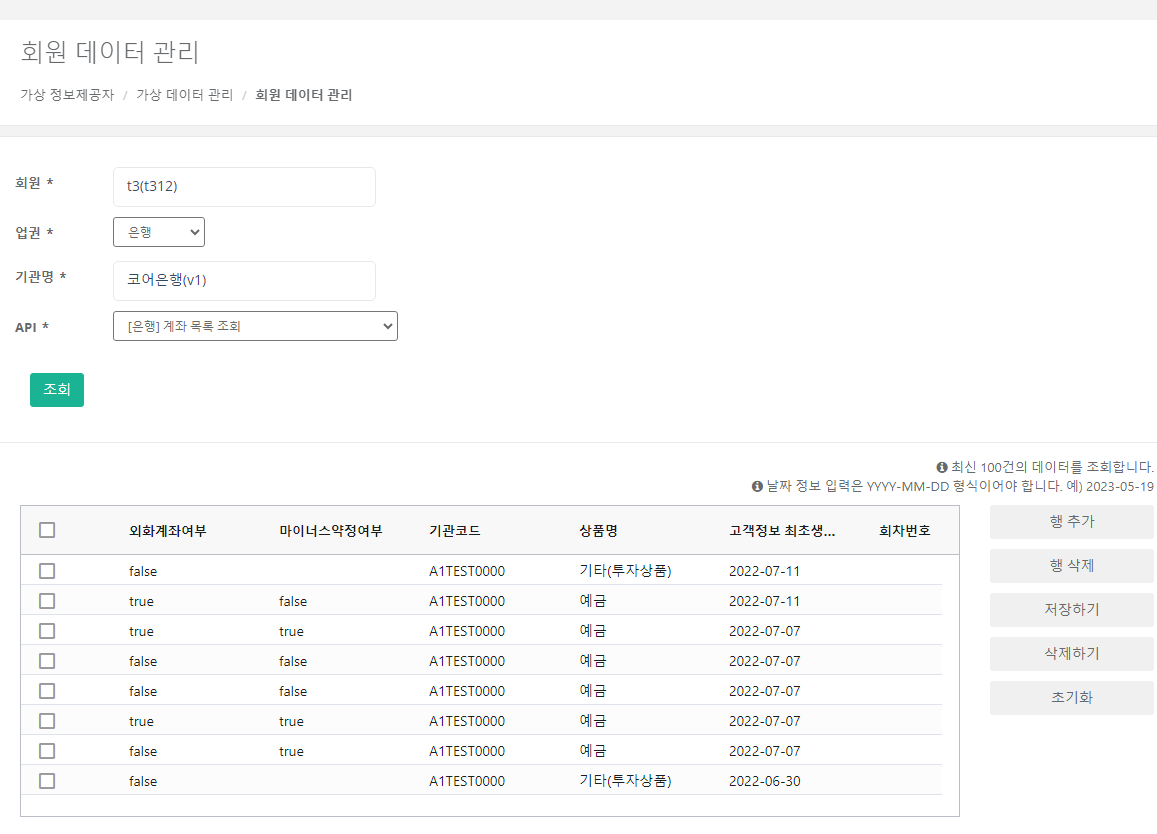 회원 데이터 관리
가상 정보제공자 / 가상 데이터 관리 / 회원 데이터 관리
회원 * t3(t312)
업권 * 은행
기관명 * 코어은행(v1)
API * [은행] 계좌 목록 조회
조회
최신 100건의 데이터를 조회합니다.
날짜 정보 입력은 YYYY-MM-DD 형식이어야 합니다. 예) 2023-05-19
외화계좌여부 마이너스약정여부 기관코드 상품명 고객정보 최초생... 회차번호
false A1TEST0000 기타(투자상품) 2022-07-11
true false A1TEST0000 예금 2022-07-11
true true A1TEST0000 예금 2022-07-07
false false A1TEST0000 예금 2022-07-07
false false A1TEST0000 예금 2022-07-07
true true A1TEST0000 예금 2022-07-07
false true A1TEST0000 예금 2022-07-07
false A1TEST0000 기타(투자상품) 2022-06-30
행 추가
행 삭제
저장하기
삭제하기
초기화